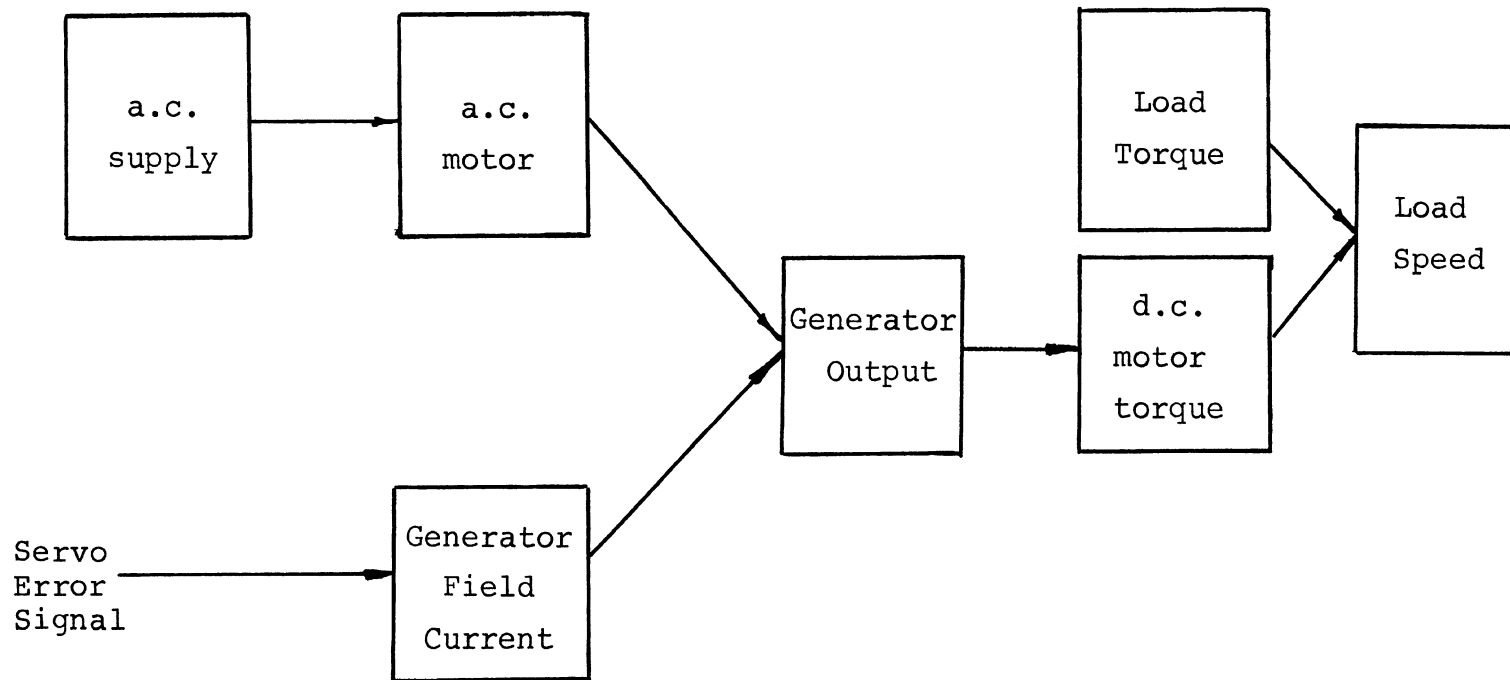 a.c.
supply
a.c.
motor
Load
Torque
Load
Speed
Generator
Output
d.c.
motor
torque
Servo
Error
Signal
Generator
Field
Current